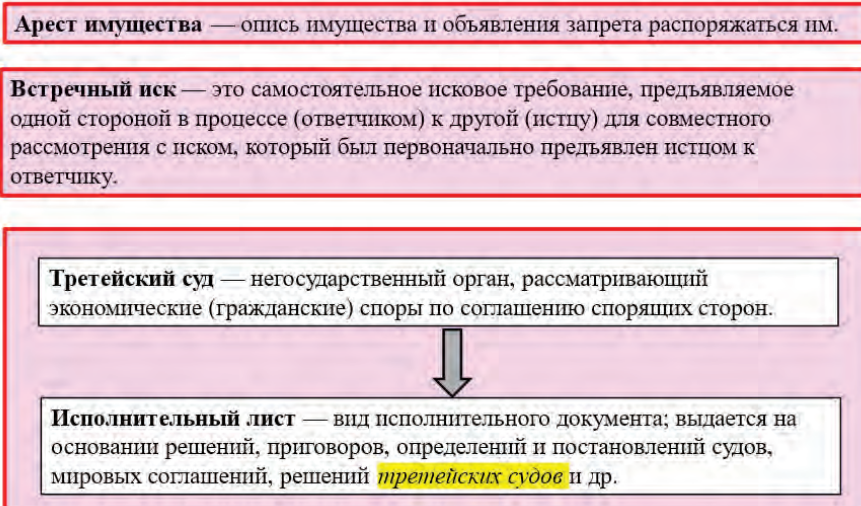 Арест имущества — опись имущества и объявления запрета распоряжаться им.
Встречный иск — это самостоятельное исковое требование, предъявляемое
одной стороной в процессе (ответчиком) к другой (истцу) для совместного
рассмотрения с иском, который был первоначально предъявлен истцом к
ответчику.
Третейский суд — негосударственный орган, рассматривающий
экономические (гражданские) споры по соглашению спорящих сторон.
Исполнительный лист — вид исполнительного документа; выдается на
основании решений, приговоров, определений и постановлений судов,
мировых соглашений, решений третейских судов и др.